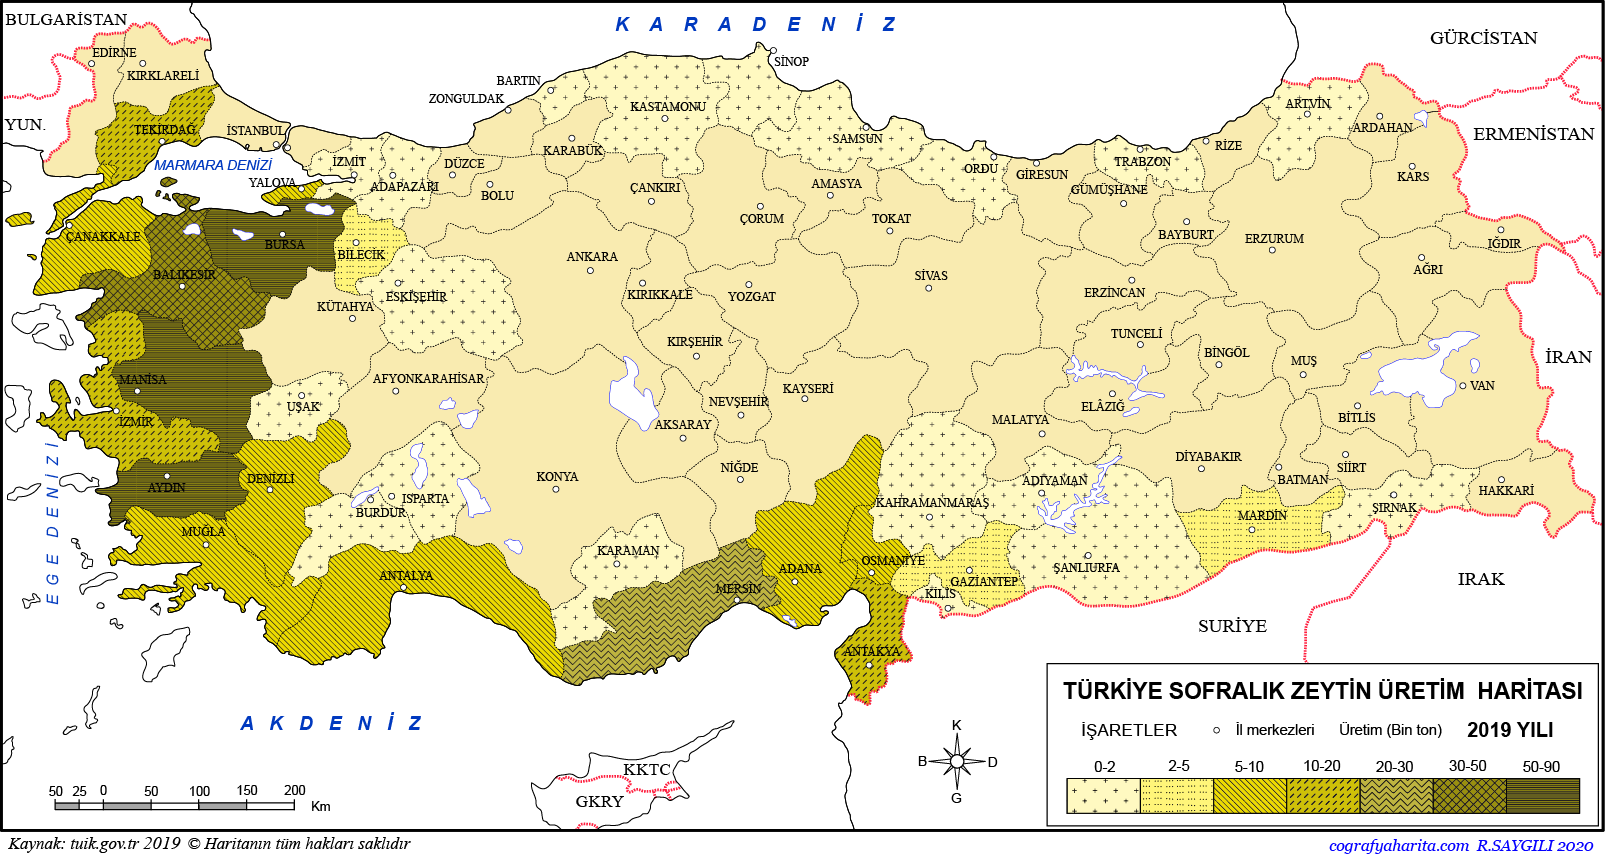 BULGARİSTAN
K A R A D E N İ Z
GÜRCİSTAN
EDİRNE
KIRKLARELİ
SİNOP
BARTIN
ZONGULDAK
KASTAMONU
ARTVİN
YUN.
TEKİRDAĞ
İSTANBUL
SAMSUN
ARDAHAN
ERMENİSTAN
KARABÜK
RİZE
MARMARA DENİZİ
İZMİT
DÜZCE
TRABZON
ORDU
GİRESUN
KARS
YALOVA
ADAPAZARI
BOLU
ÇANKIRI
AMASYA
GÜMÜŞHANE
ÇORUM
TOKAT
ÇANAKKALE
BURSA
BİLECİK
BAYBURT
ERZURUM
IĞDIR
ANKARA
BALIKESİR
SİVAS
AĞRI
ESKİŞEHİR
KIRIKKALE
YOZGAT
ERZİNCAN
KÜTAHYA
KIRŞEHİR
TUNCELİ
BİNGÖL
MUŞ
İRAN
MANİSA
AFYONKARAHİSAR
KAYSERİ
VAN
UŞAK
NEVŞEHİR
ELÂZIĞ
İZMİR
AKSARAY
MALATYA
BİTLİS
EGE DENİZİ
DİYABAKIR
SİİRT
NİĞDE
KONYA
DENİZLİ
AYDIN
BATMAN
ADIYAMAN
HAKKARİ
ISPARTA
BURDUR
KAHRAMANMARAŞ
ŞIRNAK
MARDİN
MUĞLA
KARAMAN
OSMANİYE
ADANA
ŞANLIURFA
ANTALYA
GAZİANTEP
MERSİN
KİLİS
IRAK
SURİYE
ANTAKYA
A K D E N İ Z
KKTC
GKRY
K
B D
G
50 25 0 50 100 150 200
Km
TÜRKİYE SOFRALIK ZEYTİN ÜRETİM HARİTASI
İŞARETLER İl merkezleri Üretim (Bin ton) 2019 YILI
0-2 2-5 5-10 10-20 20-30 30-50 50-90
Kaynak: tuik.gov.tr 2019 © Haritanın tüm hakları saklıdır
cografyaharita.com R.SAYGILI 2020